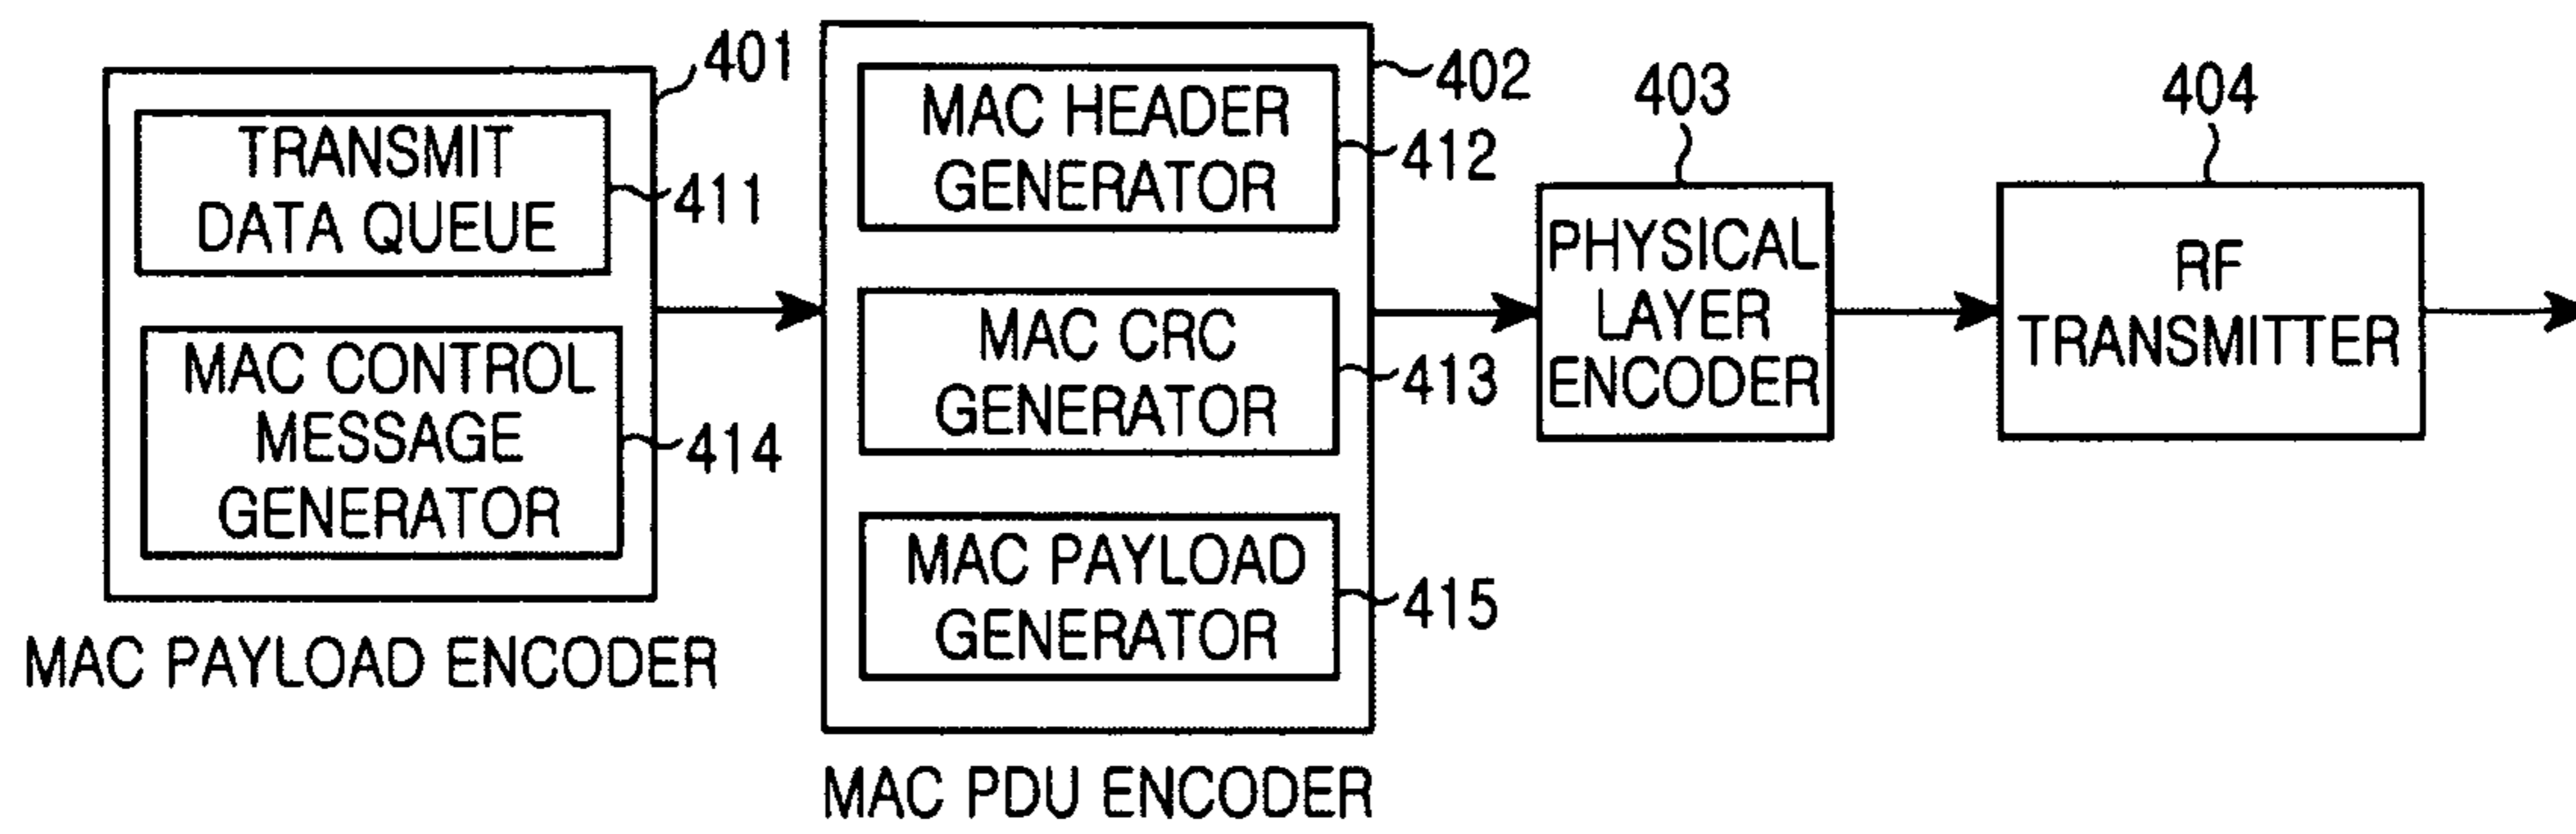 401
TRANSMIT
DATA QUEUE
411
MAC CONTROL
MESSAGE
GENERATOR
414
MAC PAYLOAD ENCODER
402
MAC HEADER
GENERATOR
412
MAC CRC
GENERATOR
413
MAC PAYLOAD
GENERATOR
415
MAC PDU ENCODER
403
PHYSICAL
LAYER
ENCODER
404
RF
TRANSMITTER